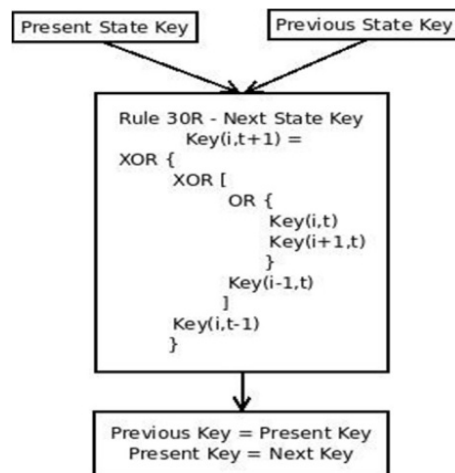 Present State Key
Previous State Key
Rule 30R - Next State Key
Key(i,t+1) =
XOR {
XOR [
OR {
Key(i,t)
Key(i+1,t)
}
Key(i-1,t)
]
Key(i,t-1)
}
Previous Key = Present Key
Present Key = Next Key